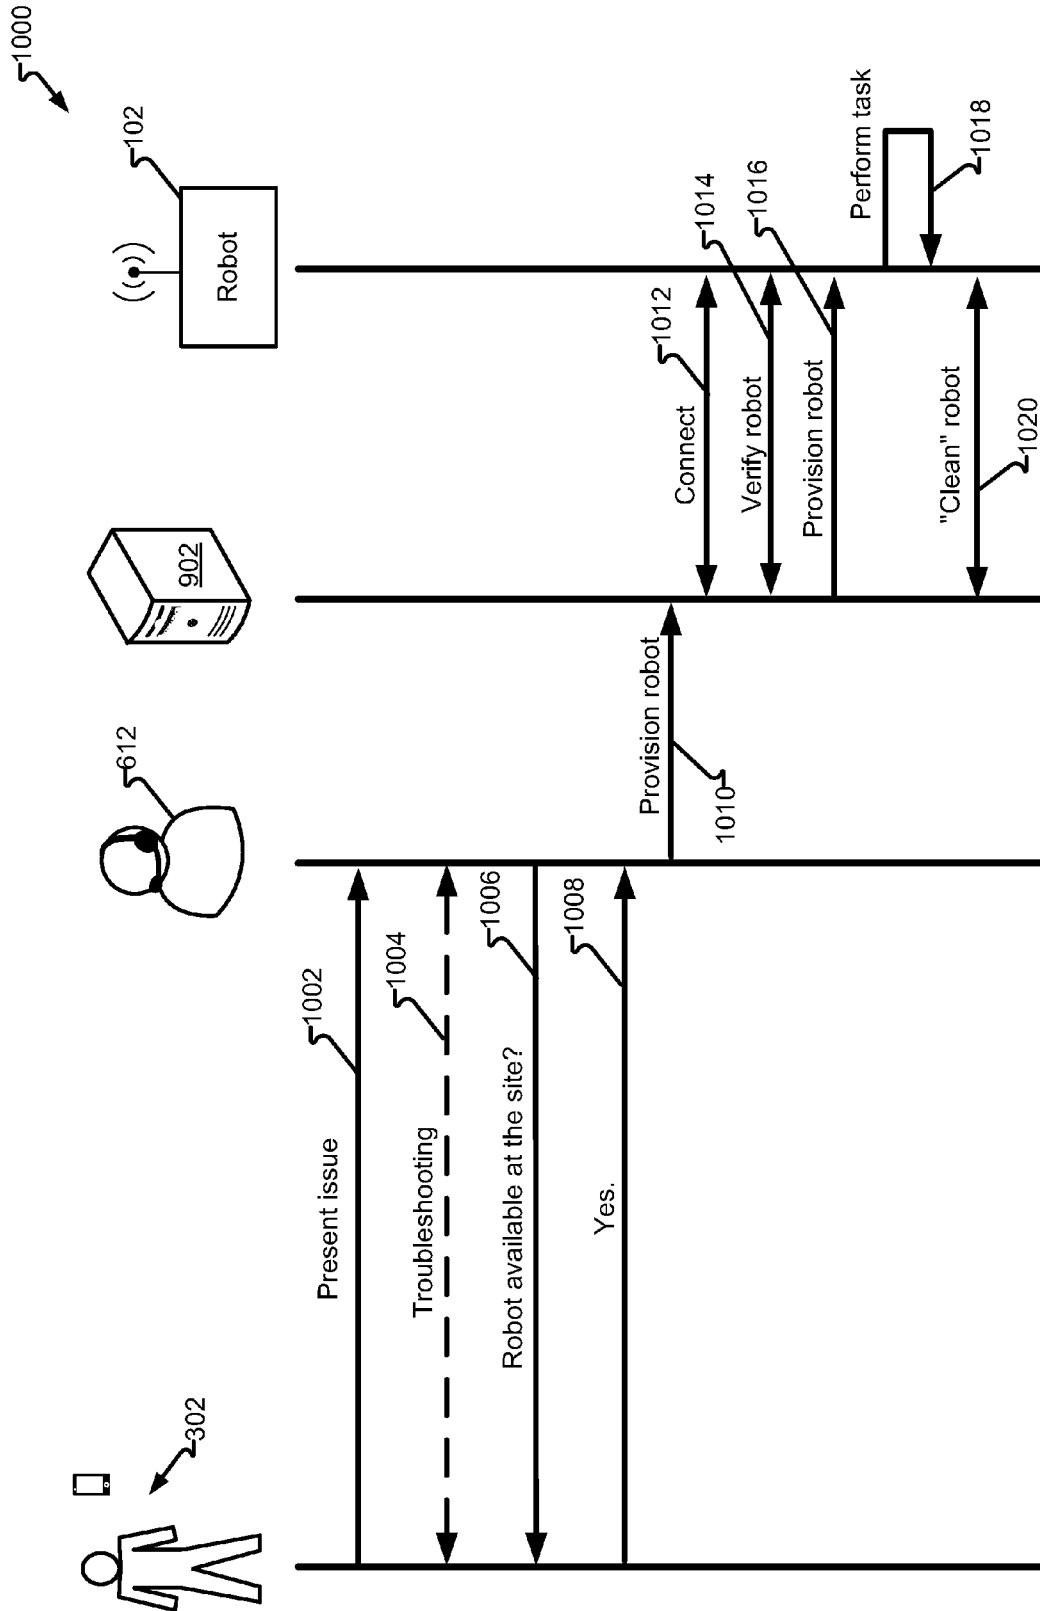 1000
302
612
902
Robot
102
Present issue
1002
Troubleshooting
1004
Robot available at the site?
1006
Yes.
1008
Provision robot
1010
Connect
1012
Verify robot
1014
Provision robot
1016
Perform task
1018
"Clean" robot
1020